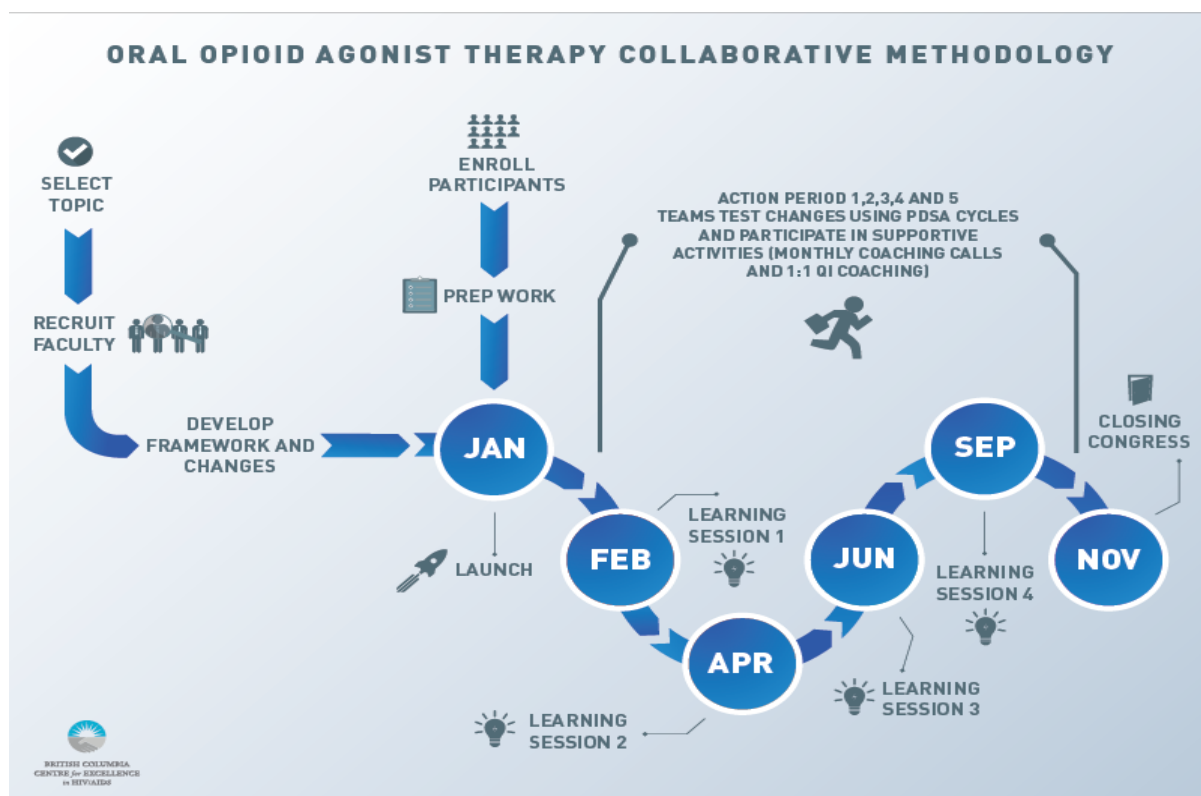 ORAL OPIOID AGONIST THERAPY COLLABORATIVE METHODOLOGY
SELECT
TOPIC
RECRUIT
FACULTY
DEVELOP
FRAMEWORK AND
CHANGES
ENROLL
PARTICIPANTS
PREP WORK
ACTION PERIOD 1,2,3,4 AND 5
TEAMS TEST CHANGES USING PDSA CYCLES
AND PARTICIPATE IN SUPPORTIVE
ACTIVITIES (MONTHLY COACHING CALLS
AND 1:1 QI COACHING)
JAN
LAUNCH
FEB
LEARNING
SESSION 1
APR
LEARNING
SESSION 2
JUN
LEARNING
SESSION 3
SEP
LEARNING
SESSION 4
NOV
CLOSING
CONGRESS
BRITISH COLUMBIA
CENTRE for EXCELLENCE
in HIV/AIDS